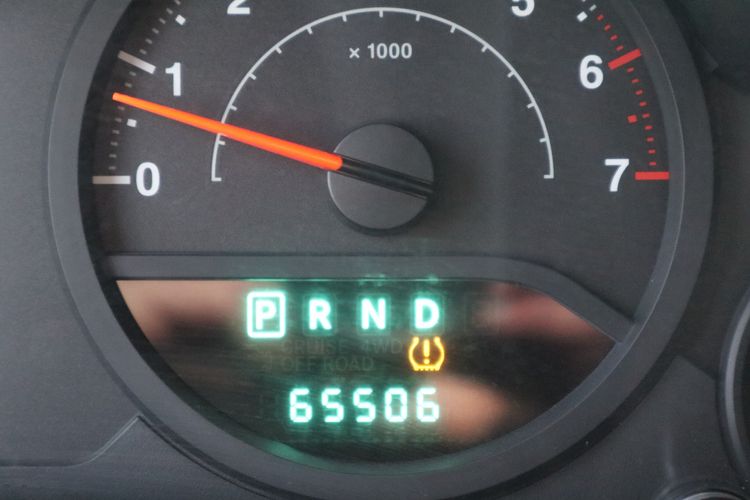 2 5
x 1000
1 6
0 7
P R N D
CRUISE 4WD
OFF ROAD
65506